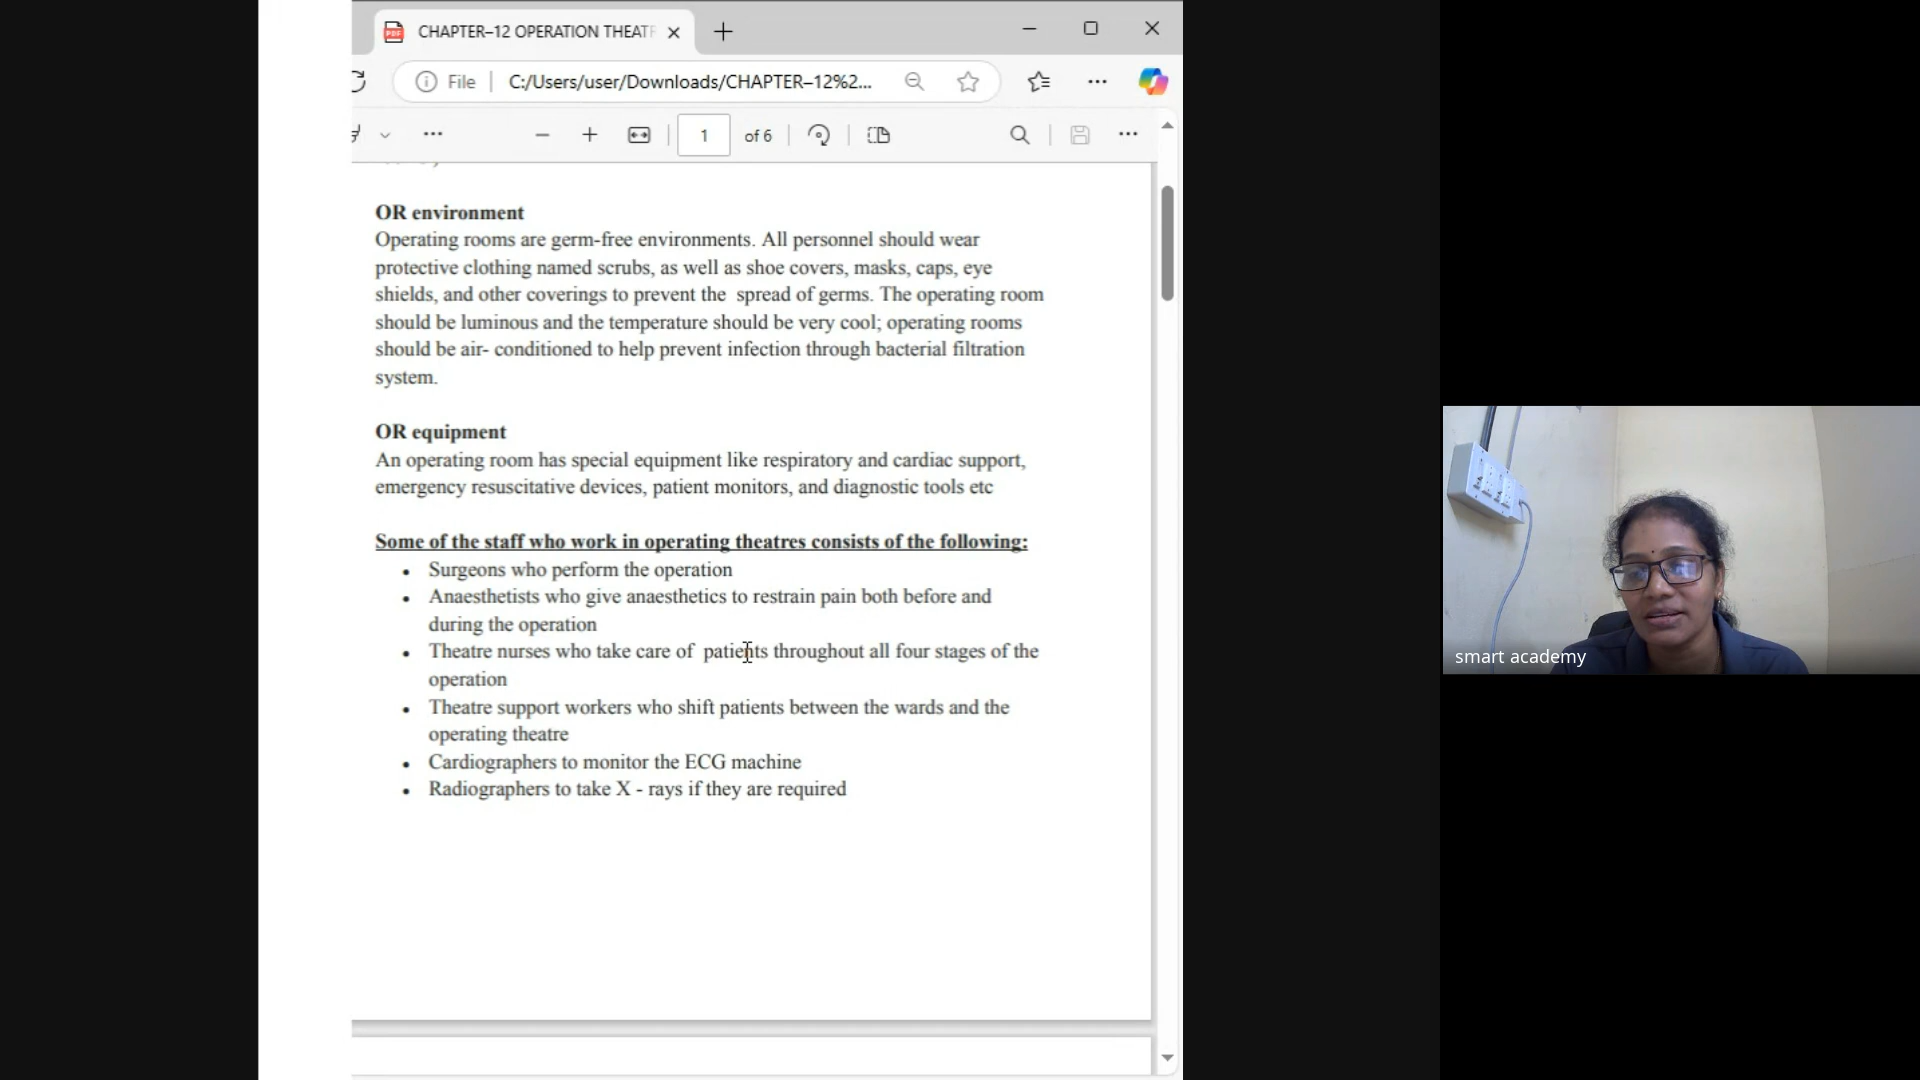 CHAPTER–12 OPERATION THEATR
File
C:/Users/user/Downloads/CHAPTER–12%2...
1 of 6
OR environment
Operating rooms are germ-free environments. All personnel should wear
protective clothing named scrubs, as well as shoe covers, masks, caps, eye
shields, and other coverings to prevent the spread of germs. The operating room
should be luminous and the temperature should be very cool; operating rooms
should be air- conditioned to help prevent infection through bacterial filtration
system.
OR equipment
An operating room has special equipment like respiratory and cardiac support,
emergency resuscitative devices, patient monitors, and diagnostic tools etc
Some of the staff who work in operating theatres consists of the following:
• Surgeons who perform the operation
• Anaesthetists who give anaesthetics to restrain pain both before and
during the operation
• Theatre nurses who take care of patients throughout all four stages of the
operation
• Theatre support workers who shift patients between the wards and the
operating theatre
• Cardiographers to monitor the ECG machine
• Radiographers to take X - rays if they are required
smart academy